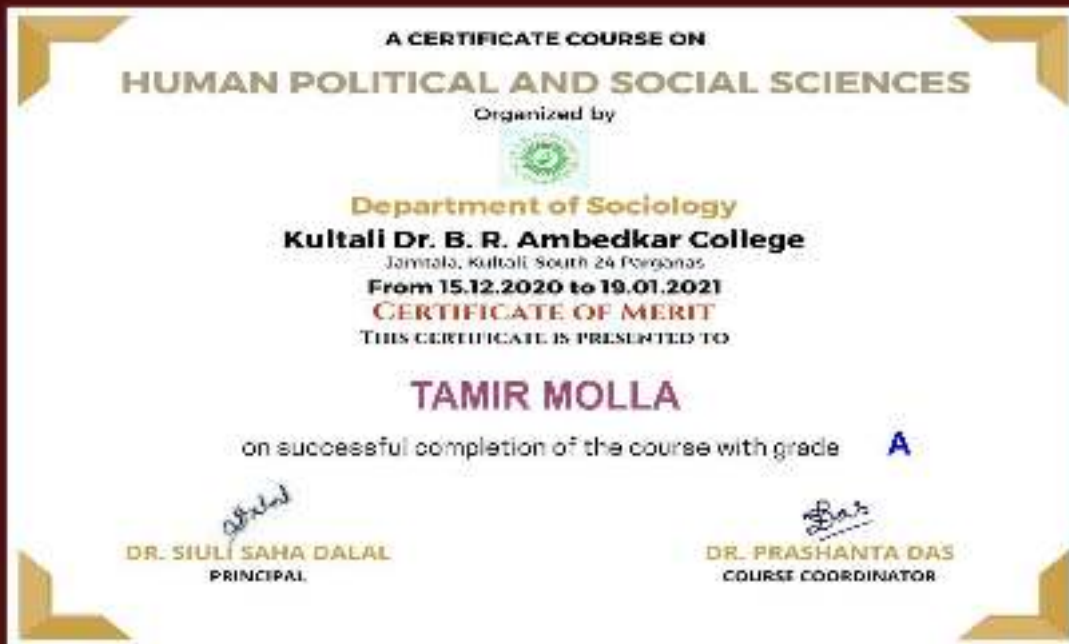 A CERTIFICATE COURSE ON
HUMAN POLITICAL AND SOCIAL SCIENCES
Organized by
Department of Sociology
Kultali Dr. B. R. Ambedkar College
Jamtala, Kultali South 24 Parganas
From 15.12.2020 to 19.01.2021
CERTIFICATE OF MERIT
THIS CERTIFICATE IS PRESENTED TO
TAMIR MOLLA
on successful completion of the course with grade A
DR. SIULI SAHA DALAL
PRINCIPAL
Das
DR. PRASHANTA DAS
COURSE COORDINATOR